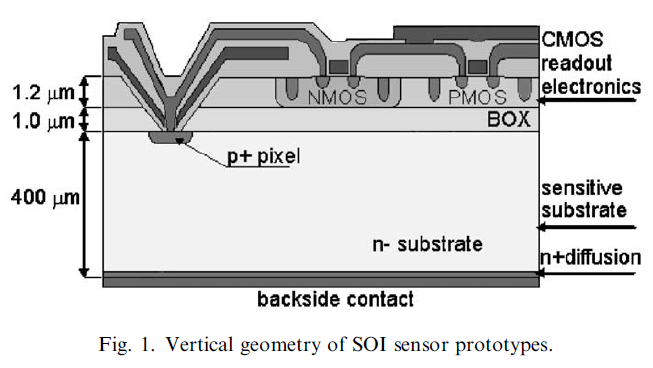 CMOS
readout
electronics
1.2 μm
NMOS
PMOS
1.0 μm
BOX
p+ pixel
400 μm
sensitive
substrate
n- substrate
n+diffusion
backside contact
Fig. 1. Vertical geometry of SOI sensor prototypes.